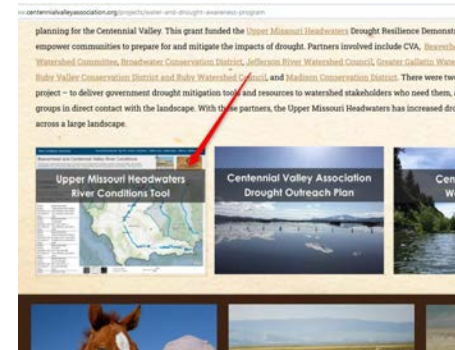 centennialvalleyassociation.org/projects/water-and-drought-awareness-program
planning for the Centennial Valley. This grant funded the Upper Missouri Headwaters Drought Resilience Demonstr
empower communities to prepare for and mitigate the impacts of drought. Partners involved include CVA, Beaverhe
Watershed Committee, Broadwater Conservation District, Jefferson River Watershed Council, Greater Gallatin Water
Ruby Valley Conservation District and Ruby Watershed Council, and Madison Conservation District. There were two
project – to deliver government drought mitigation tools and resources to watershed stakeholders who need them, a
groups in direct contact with the landscape. With these partners, the Upper Missouri Headwaters has increased dro
across a large landscape.
Upper Missouri Headwaters
River Conditions Tool
Centennial Valley Association
Drought Outreach Plan
Cen
W